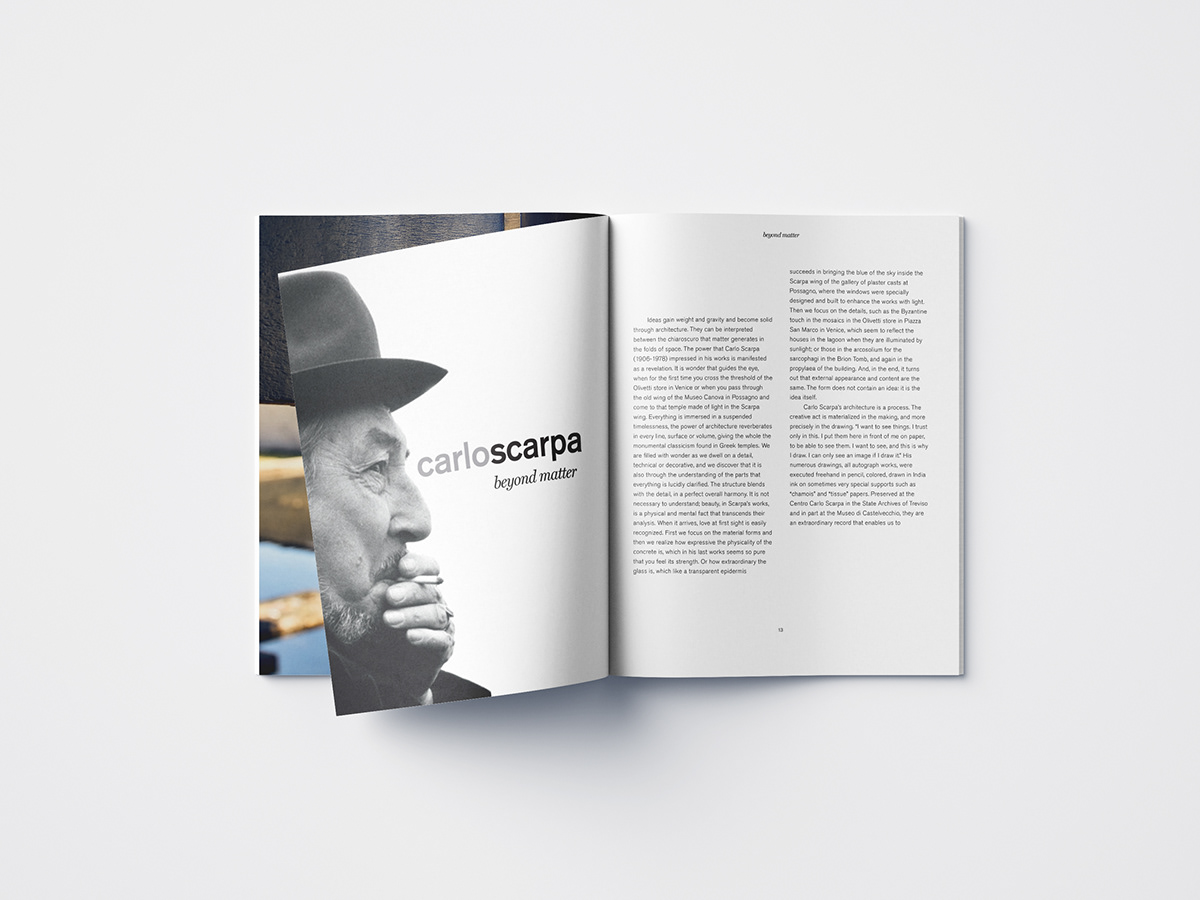 carloscarpa
beyond matter
beyond matter
Ideas gain weight and gravity and become solid
through architecture. They can be interpreted
between the chiaroscuro that matter generates in
the folds of space. The power that Carlo Scarpa
(1906-1978) impressed in his works is manifested
as a revelation. It is wonder that guides the eye,
when for the first time you cross the threshold of the
Olivetti store in Venice or when you pass through
the old wing of the Museo Canova in Possagno and
come to that temple made of light in the Scarpa
wing. Everything is immersed in a suspended
timelessness, the power of architecture reverberates
in every line, surface or volume, giving the whole the
monumental classicism found in Greek temples. We
are filled with wonder as we dwell on a detail,
technical or decorative, and we discover that it is
also through the understanding of the parts that
everything is lucidly clarified. The structure blends
with the detail, in a perfect overall harmony. It is not
necessary to understand; beauty, in Scarpa's works,
is a physical and mental fact that transcends their
analysis. When it arrives, love at first sight is easily
recognized. First we focus on the material forms and
then we realize how expressive the physicality of the
concrete is, which in his last works seems so pure
that you feel its strength. Or how extraordinary the
glass is, which like a transparent epidermis
succeeds in bringing the blue of the sky inside the
Scarpa wing of the gallery of plaster casts at
Possagno, where the windows were specially
designed and built to enhance the works with light.
Then we focus on the details, such as the Byzantine
touch in the mosaics in the Olivetti store in Piazza
San Marco in Venice, which seem to reflect the
houses in the lagoon when they are illuminated by
sunlight; or those in the arcosolium for the
sarcophagi in the Brion Tomb, and again in the
propylaea of the building. And, in the end, it turns
out that external appearance and content are the
same. The form does not contain an idea: it is the
idea itself.
Carlo Scarpa's architecture is a process. The
creative act is materialized in the making, and more
precisely in the drawing. "I want to see things. I trust
only in this. I put them here in front of me on paper,
to be able to see them. I want to see, and this is why
I draw. I can only see an image if I draw it." His
numerous drawings, all autograph works, were
executed freehand in pencil, colored, drawn in India
ink on sometimes very special supports such as
"chamois" and "tissue" papers. Preserved at the
Centro Carlo Scarpa in the State Archives of Treviso
and in part at the Museo di Castelvecchio, they are
an extraordinary record that enables us to
13